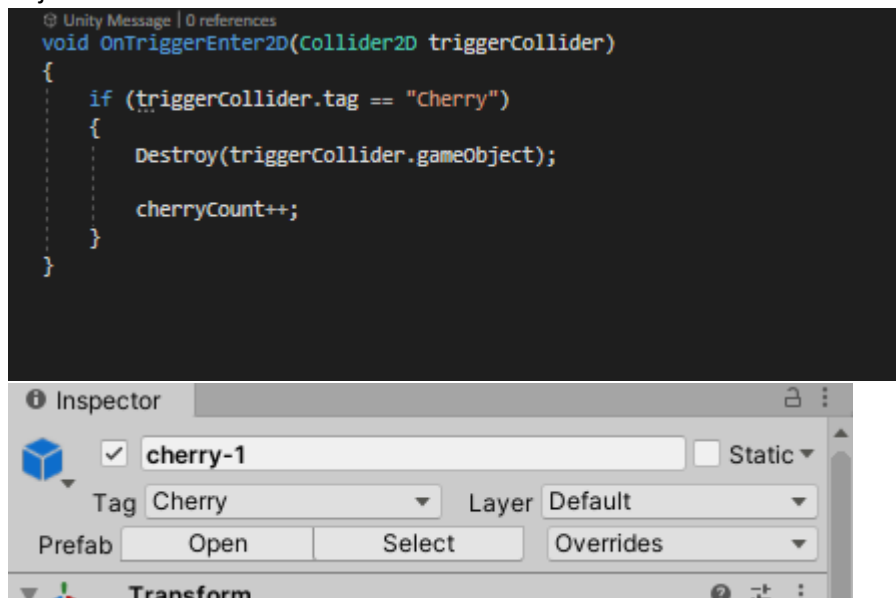 Unity Message | 0 references
void OnTriggerEnter2D(Collider2D triggerCollider)
{
if (triggerCollider.tag == "Cherry")
{
Destroy(triggerCollider.gameObject);
cherryCount++;
}
}
Inspector
cherry-1 Static
Tag Cherry Layer Default
Prefab Open Select Overrides
Transform